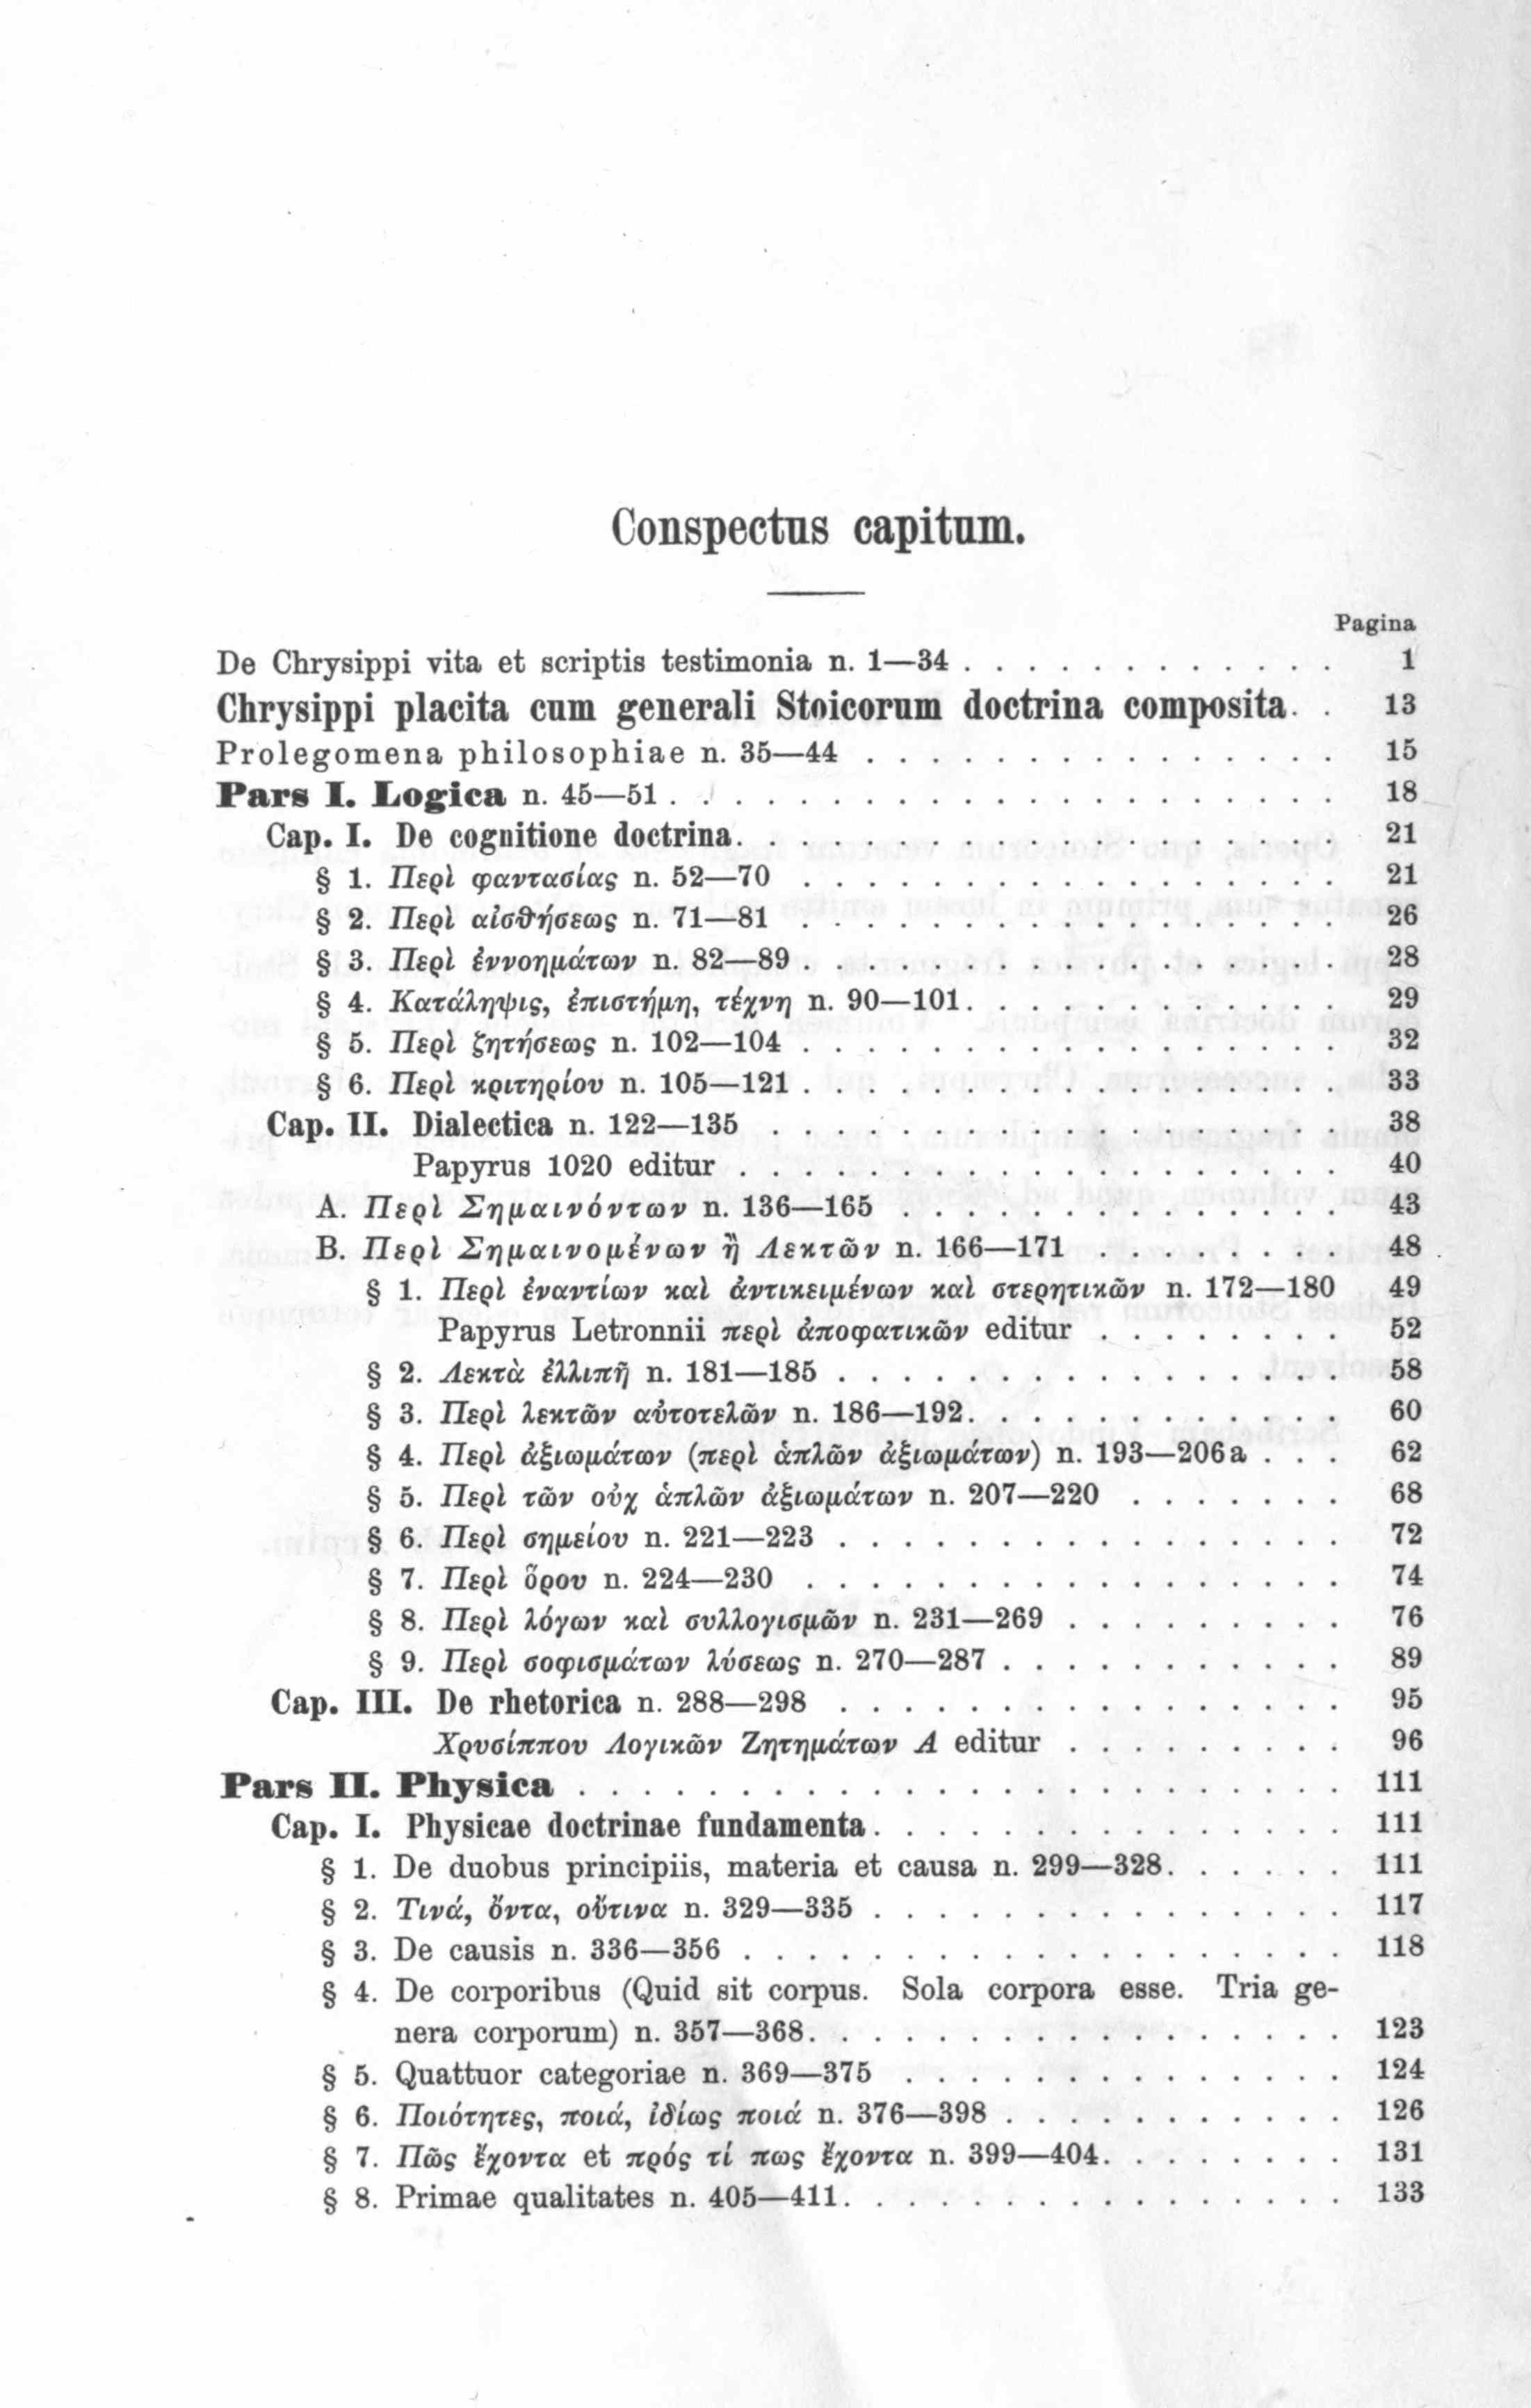 Conspectus capitum.
Pagina
De Chrysippi vita et scriptis testimonia n. 1—34 . . . . . . . . . . . . 1
Chrysippi placita cum generali Stoicorum doctrina composita. . 13
Prolegomena philosophiae n. 35—44 . . . . . . . . . . . . . . . 15
Pars I. Logica n. 45—51 . . . . . . . . . . . . . . . . . . . . . 18
Cap. I. De cognitione doctrina. . . . . . . . . . . . . . . . . . . 21
§ 1. Περὶ φαντασίας n. 52—70 . . . . . . . . . . . . . . . . . 21
§ 2. Περὶ αἰσθήσεως n. 71—81 . . . . . . . . . . . . . . . . . 26
§ 3. Περὶ ἐννοημάτων n. 82—89 . . . . . . . . . . . . . . . . . 28
§ 4. Κατάληψις, ἐπιστήμη, τέχνη n. 90—101. . . . . . . . . . . . 29
§ 5. Περὶ ζητήσεως n. 102—104 . . . . . . . . . . . . . . . . . 32
§ 6. Περὶ κριτηρίου n. 105—121 . . . . . . . . . . . . . . . . . 33
Cap. II. Dialectica n. 122—135 . . . . . . . . . . . . . . . . . . 38
Papyrus 1020 editur . . . . . . . . . . . . . . . . . . . 40
A. Περὶ Σημαινόντων n. 136—165 . . . . . . . . . . . . . . 43
B. Περὶ Σημαινομένων ἢ Λεκτῶν n. 166—171 . . . . . . . . 48
§ 1. Περὶ ἐναντίων καὶ ἀντικειμένων καὶ στερητικῶν n. 172—180 49
Papyrus Letronnii περὶ ἀποφατικῶν editur . . . . . . . . 52
§ 2. Λεκτὰ ἐλλιπῆ n. 181—185 . . . . . . . . . . . . . . . . 58
§ 3. Περὶ λεκτῶν αὐτοτελῶν n. 186—192. . . . . . . . . . . . 60
§ 4. Περὶ ἀξιωμάτων (περὶ ἁπλῶν ἀξιωμάτων) n. 193—206a . . . 62
§ 5. Περὶ τῶν οὐχ ἁπλῶν ἀξιωμάτων n. 207—220 . . . . . . . 68
§ 6. Περὶ σημείου n. 221—223 . . . . . . . . . . . . . . . . 72
§ 7. Περὶ ὅρου n. 224—230 . . . . . . . . . . . . . . . . . 74
§ 8. Περὶ λόγων καὶ συλλογισμῶν n. 231—269 . . . . . . . . . 76
§ 9. Περὶ σοφισμάτων λύσεως n. 270—287 . . . . . . . . . . . 89
Cap. III. De rhetorica n. 288—298 . . . . . . . . . . . . . . . . 95
Χρυσίππου Λογικῶν Ζητημάτων Α editur . . . . . . . . . 96
Pars II. Physica . . . . . . . . . . . . . . . . . . . . . . . . 111
Cap. I. Physicae doctrinae fundamenta . . . . . . . . . . . . . . . 111
§ 1. De duobus principiis, materia et causa n. 299—328. . . . . . 111
§ 2. Τινά, ὄντα, οὔτινα n. 329—335 . . . . . . . . . . . . . . . 117
§ 3. De causis n. 336—356 . . . . . . . . . . . . . . . . . . . 118
§ 4. De corporibus (Quid sit corpus. Sola corpora esse. Tria ge-
nera corporum) n. 357—368. . . . . . . . . . . . . . . . . 123
§ 5. Quattuor categoriae n. 369—375 . . . . . . . . . . . . . . 124
§ 6. Ποιότητες, ποιά, ἰδίως ποιά n. 376—398 . . . . . . . . . . . 126
§ 7. Πῶς ἔχοντα et πρός τί πως ἔχοντα n. 399—404. . . . . . . . 131
§ 8. Primae qualitates n. 405—411. . . . . . . . . . . . . . . . 133